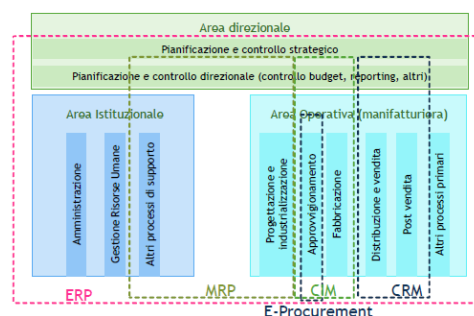 Area direzionale
Pianificazione e controllo strategico
Pianificazione e controllo direzionale (controllo budget, reporting, altri)
Area Istituzionale
Area Operativa (manifatturiera)
Amministrazione
Gestione Risorse Umane
Altri processi di supporto
Progettazione e
industrializzazione
Approvvigionamento
Fabbricazione
Distribuzione e vendita
Post vendita
Altri processi primari
ERP
MRP
CIM
CRM
E-Procurement